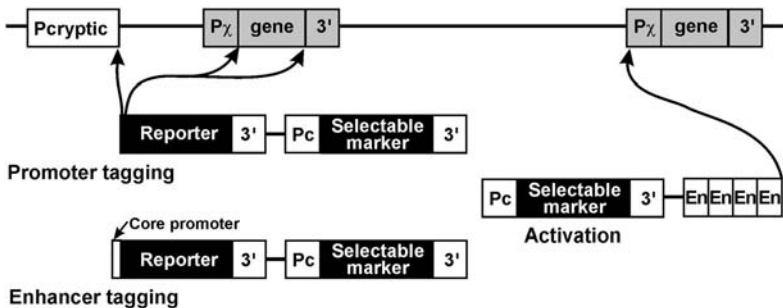 Pcryptic Pχ gene 3' Pχ gene 3'
Reporter 3' Pc Selectable marker 3'
Promoter tagging
Pc Selectable marker 3' En En En En
Activation
Core promoter
Reporter 3' Pc Selectable marker 3'
Enhancer tagging